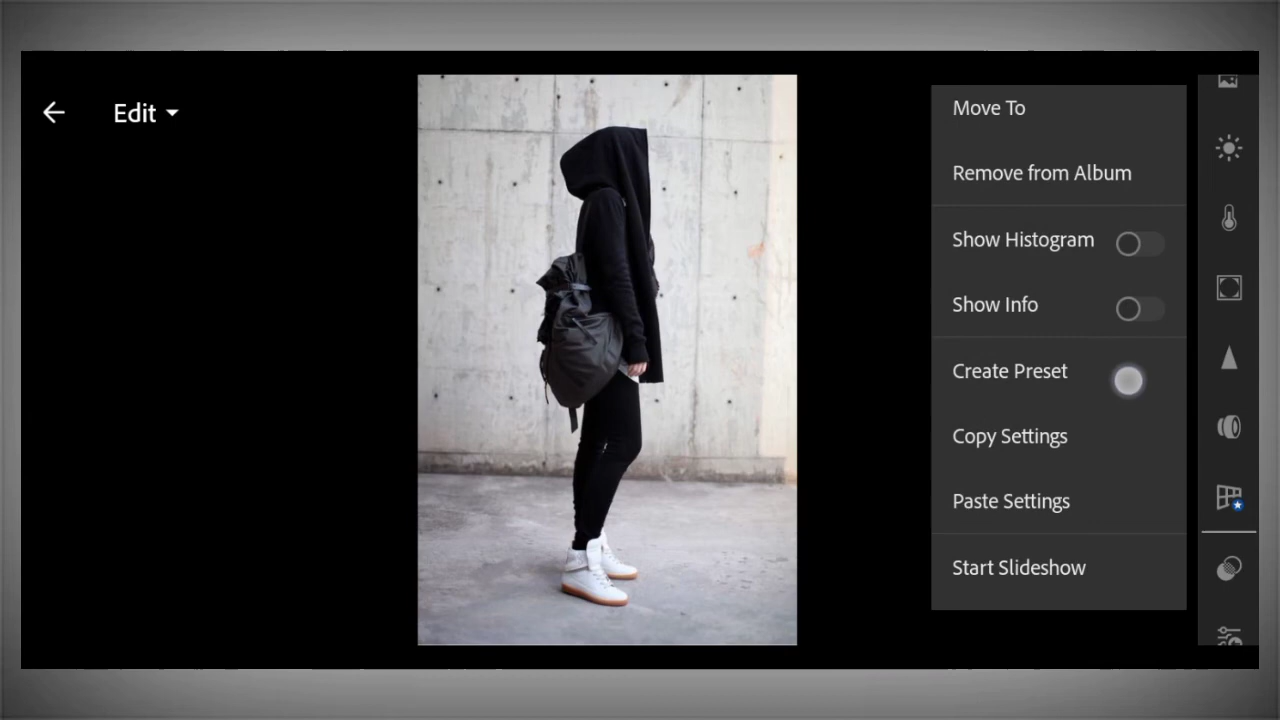 Edit
Move To
Remove from Album
Show Histogram
Show Info
Create Preset
Copy Settings
Paste Settings
Start Slideshow